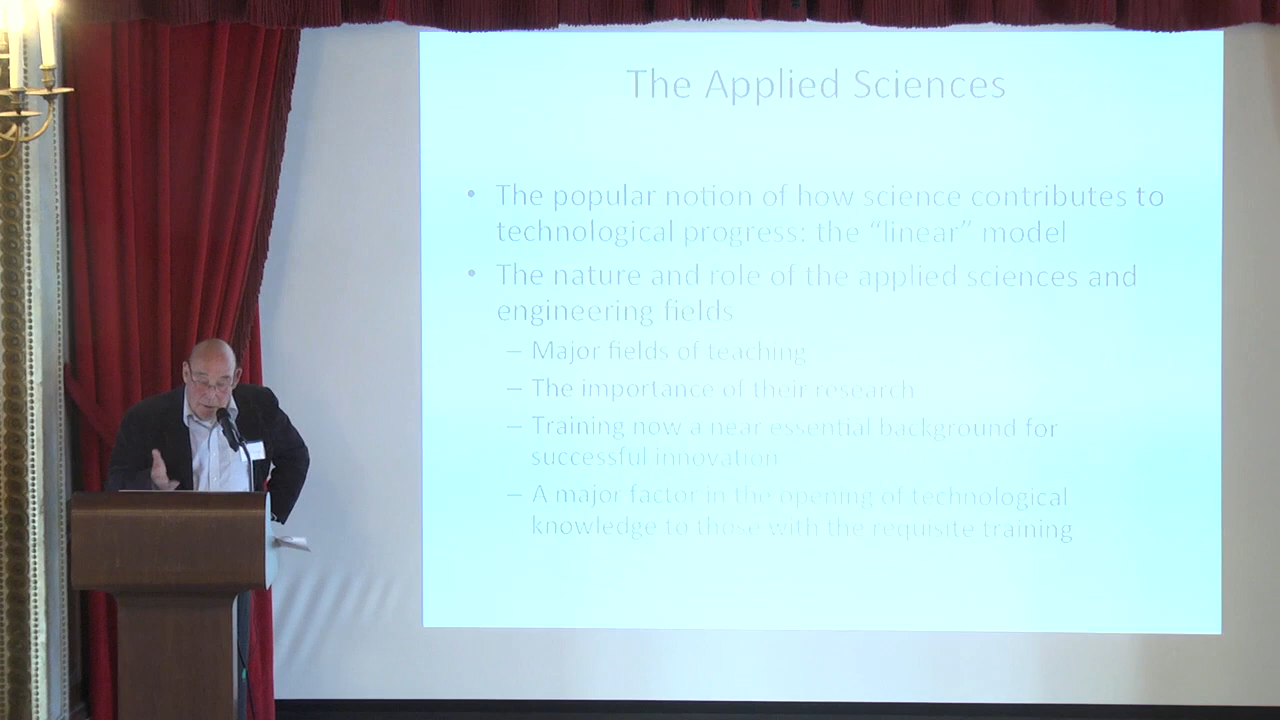 The Applied Sciences
• The popular notion of how science contributes to
technological progress: the “linear” model
• The nature and role of the applied sciences and
engineering fields
– Major fields of teaching
– The importance of their research
– Training now a near essential background for
successful innovation
– A major factor in the opening of technological
knowledge to those with the requisite training